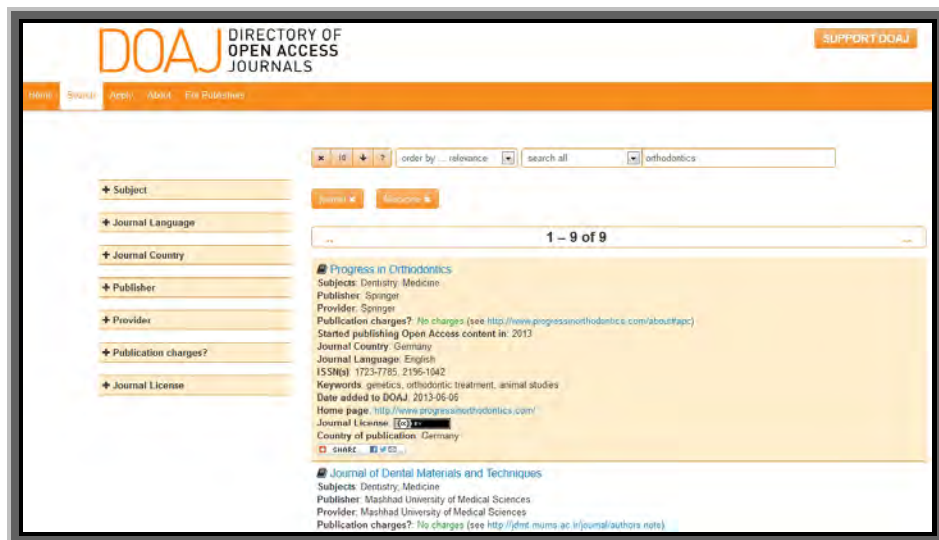 DOAJ DIRECTORY OF OPEN ACCESS JOURNALS
SUPPORT DOAJ
Home Search Apply About For Publishers
× 10 ↓ ? order by ... relevance search all orthodontics
+ Subject
+ Journal Language
+ Journal Country
+ Publisher
+ Provider
+ Publication charges?
+ Journal License
Journal × Medicine ×
1 – 9 of 9
Progress in Orthodontics
Subjects: Dentistry, Medicine
Publisher: Springer
Provider: Springer
Publication charges?: No charges (see http://www.progressinorthodontics.com/about#apc)
Started publishing Open Access content in: 2013
Journal Country: Germany
Journal Language: English
ISSN(s): 1723-7785, 2196-1042
Keywords: genetics, orthodontic treatment, animal studies
Date added to DOAJ: 2013-06-06
Home page: http://www.progressinorthodontics.com/
Journal License: (cc) BY
Country of publication: Germany
SHARE
Journal of Dental Materials and Techniques
Subjects: Dentistry, Medicine
Publisher: Mashhad University of Medical Sciences
Provider: Mashhad University of Medical Sciences
Publication charges?: No charges (see http://jdmt.mums.ac.ir/journal/authors.note)